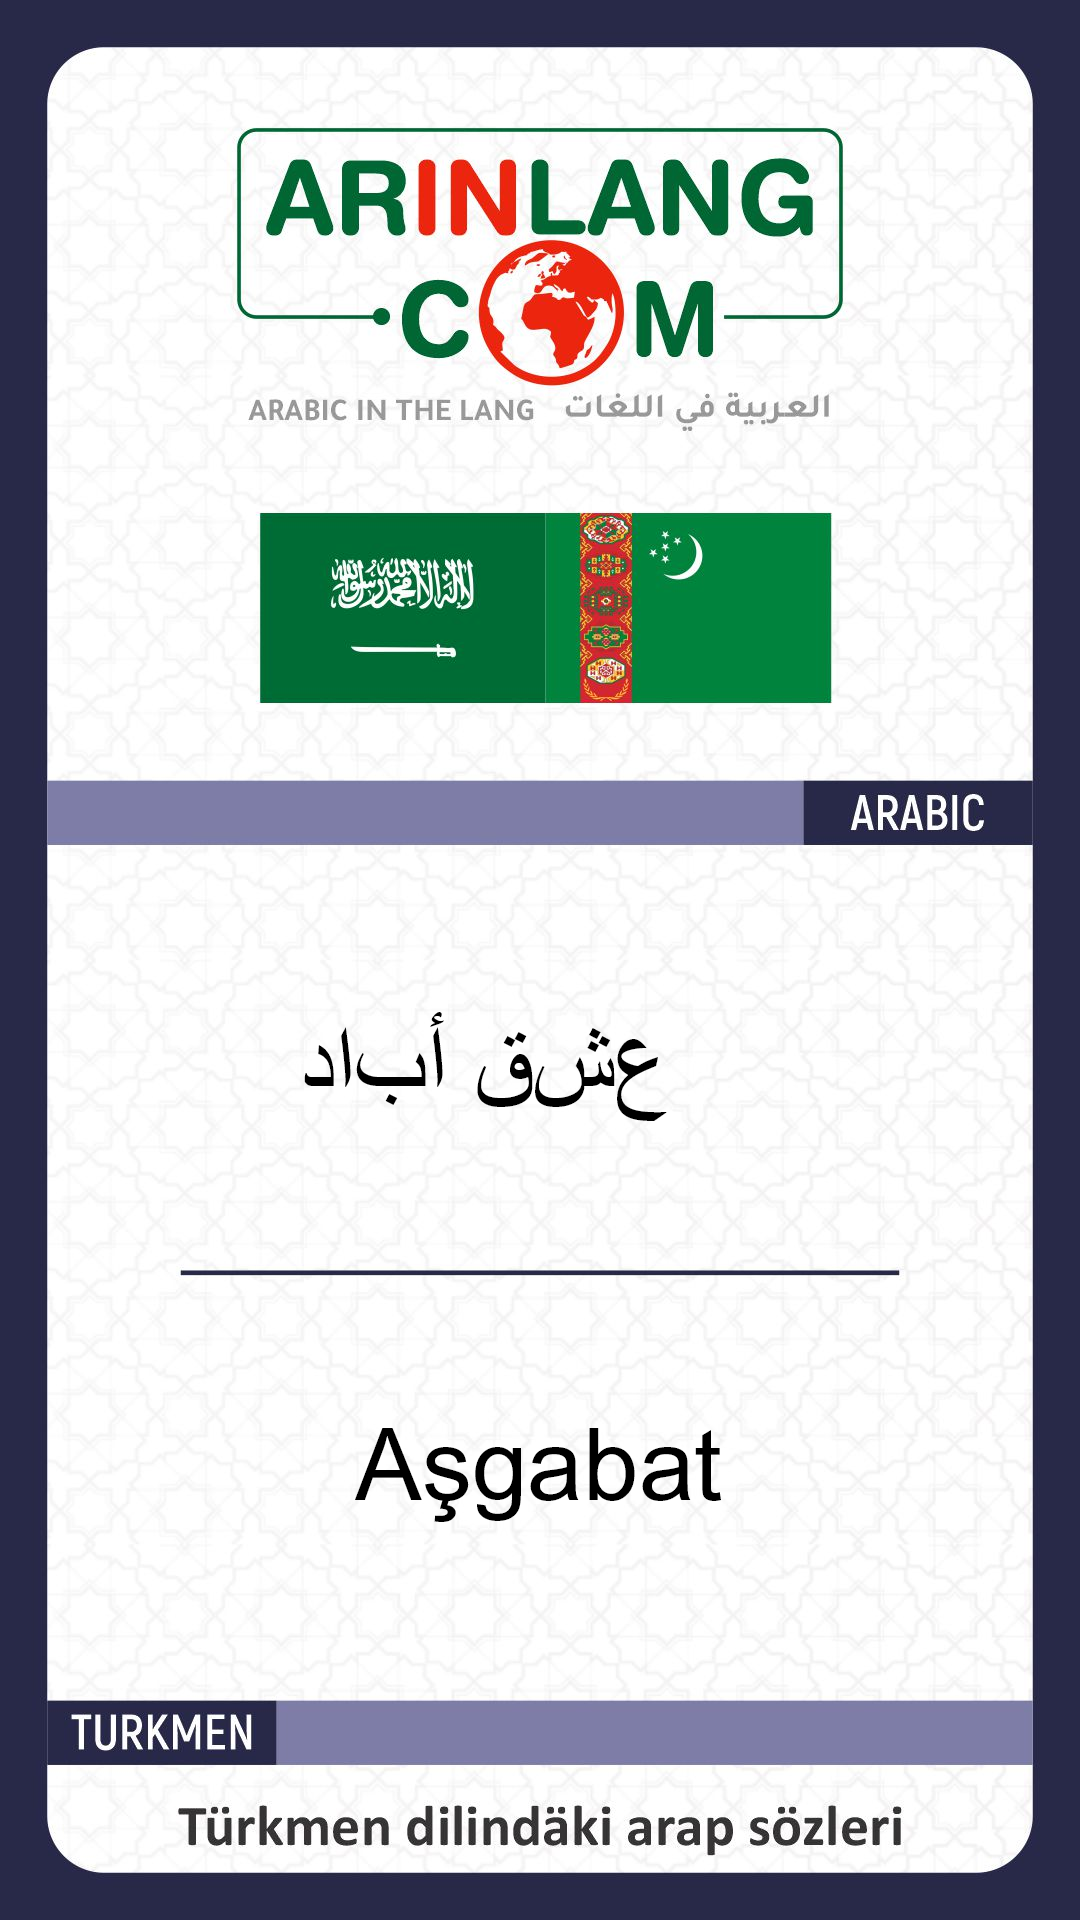 ARINLANG
.COM
ARABIC IN THE LANG العربية في اللغات
لا إله إلا الله محمد رسول الله
ARABIC
عشق أباد
Aşgabat
TURKMEN
Türkmen dilindäki arap sözleri